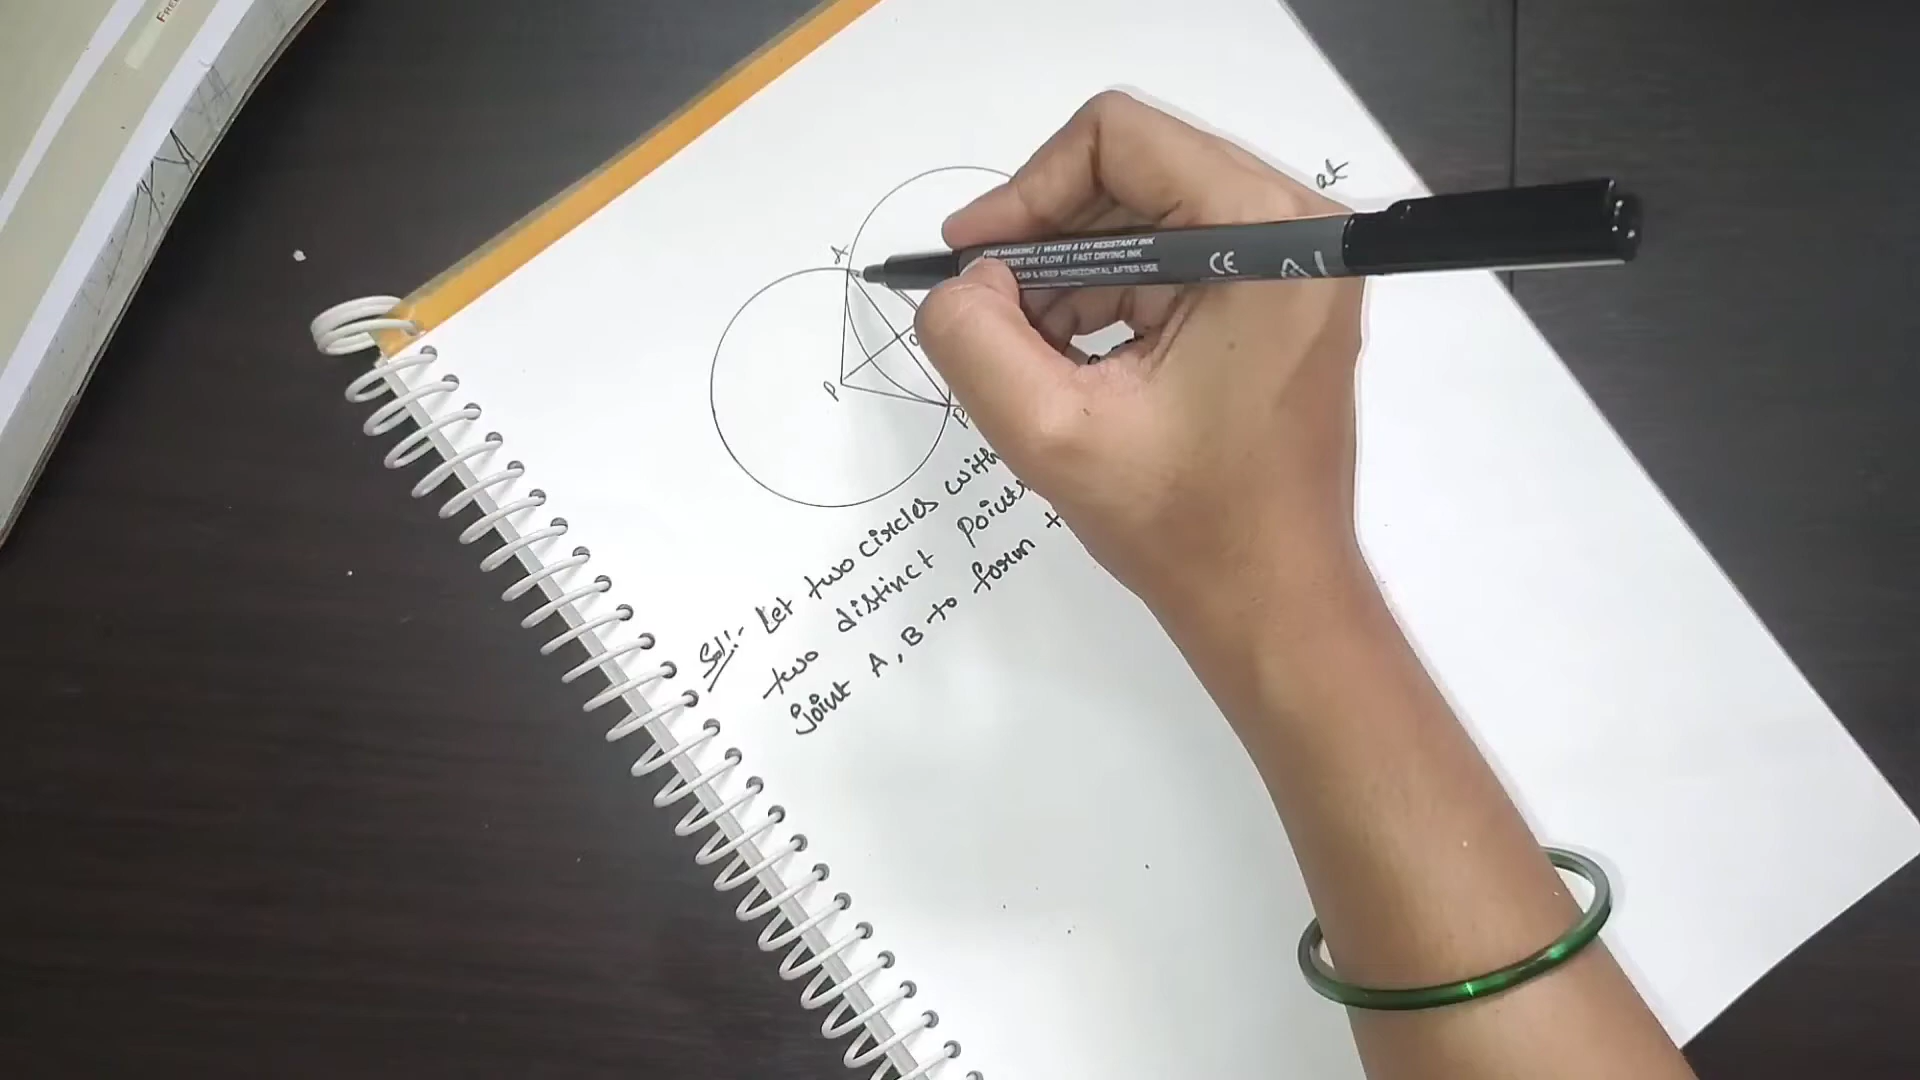 A
P
at
FINE MARKING / WATER & UV RESISTANT INK
TENT INK FLOW | FAST DRYING INK
CAP & KEEP HORIZONTAL AFTER USE
CE
Sol:- Let two circles with
two distinct points
joint A, B to form